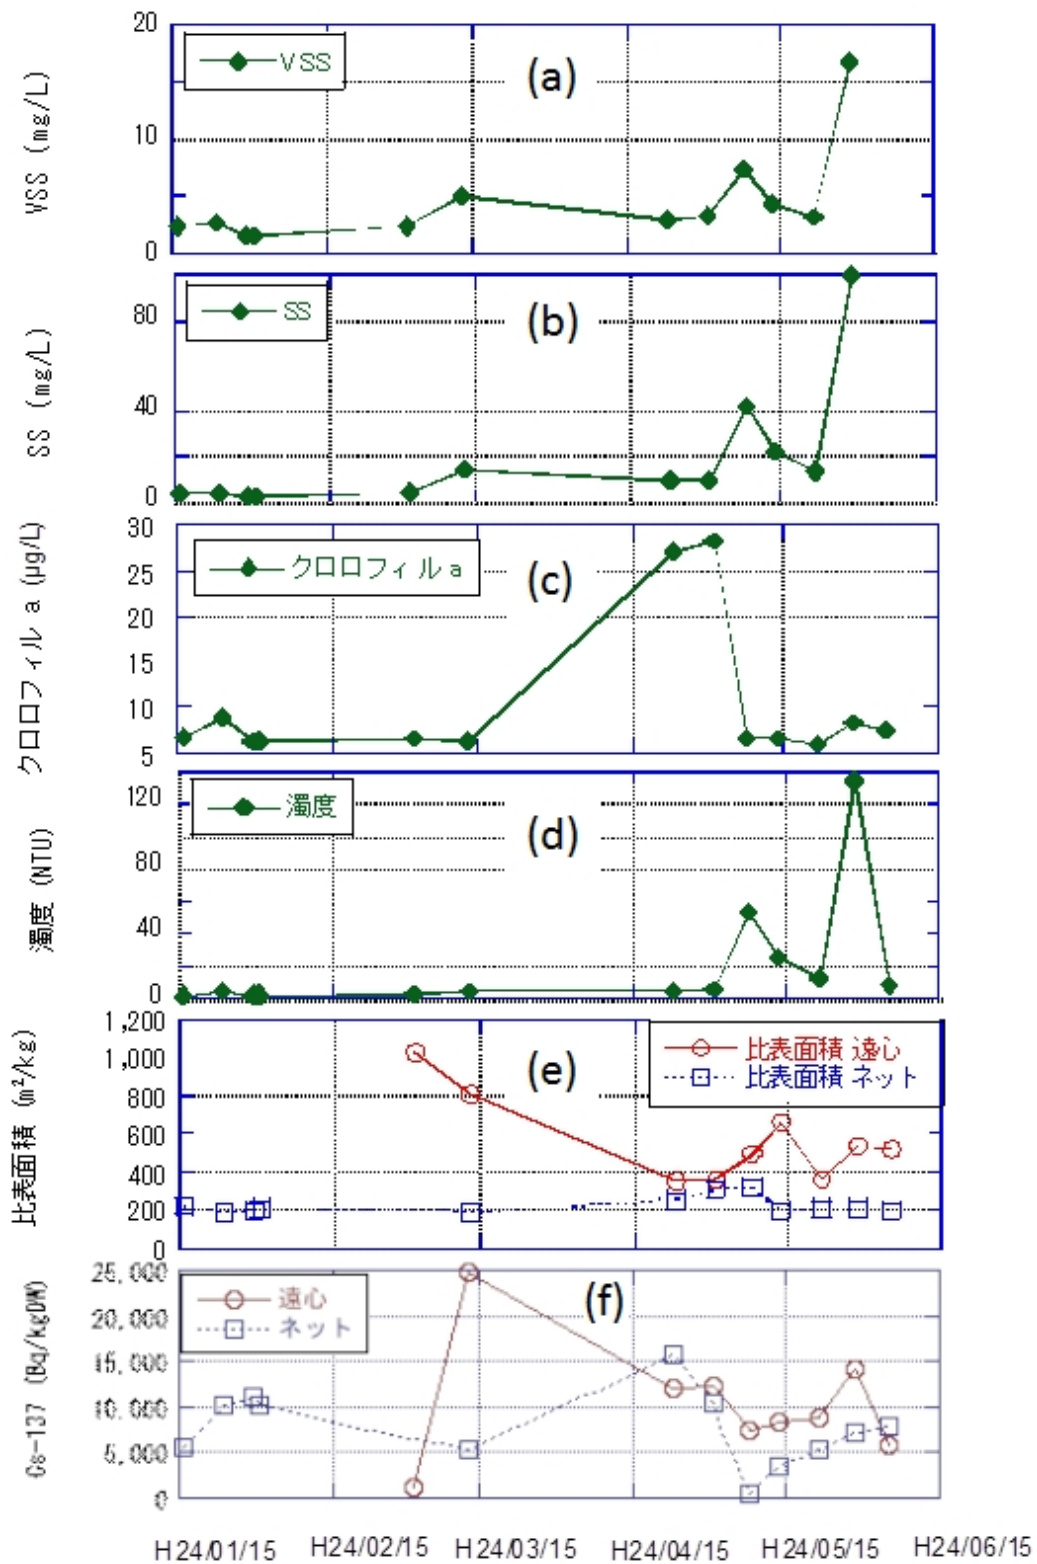 20
VSS
(a)
10
0
VSS (mg/L)
SS
(b)
80
40
0
SS (mg/L)
30
クロロフィル a
(c)
25
20
15
10
5
クロロフィル a (μg/L)
濁度
(d)
120
80
40
0
濁度 (NTU)
1,200
比表面積 遠心
比表面積 ネット
(e)
1,000
800
600
400
200
0
比表面積 (m²/kg)
25,000
遠心
ネット
(f)
20,000
15,000
10,000
5,000
0
Cs-137 (Bq/kgDW)
H24/01/15 H24/02/15 H24/03/15 H24/04/15 H24/05/15 H24/06/15